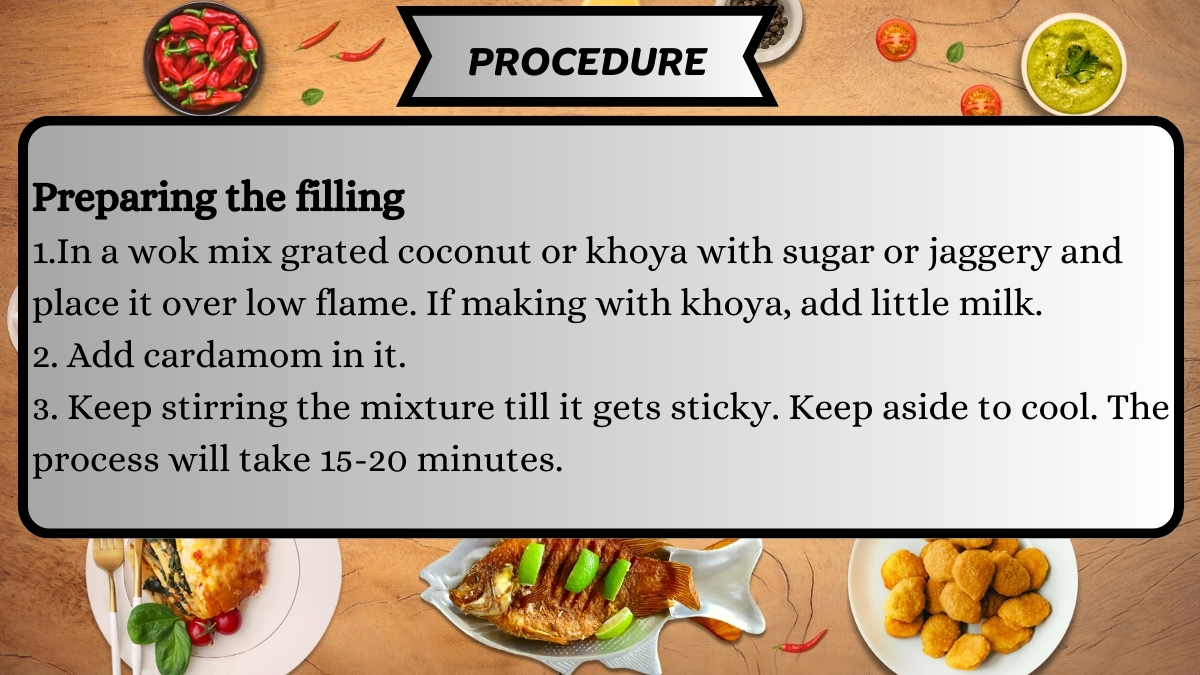 PROCEDURE
Preparing the filling
1.In a wok mix grated coconut or khoya with sugar or jaggery and
place it over low flame. If making with khoya, add little milk.
2. Add cardamom in it.
3. Keep stirring the mixture till it gets sticky. Keep aside to cool. The
process will take 15-20 minutes.